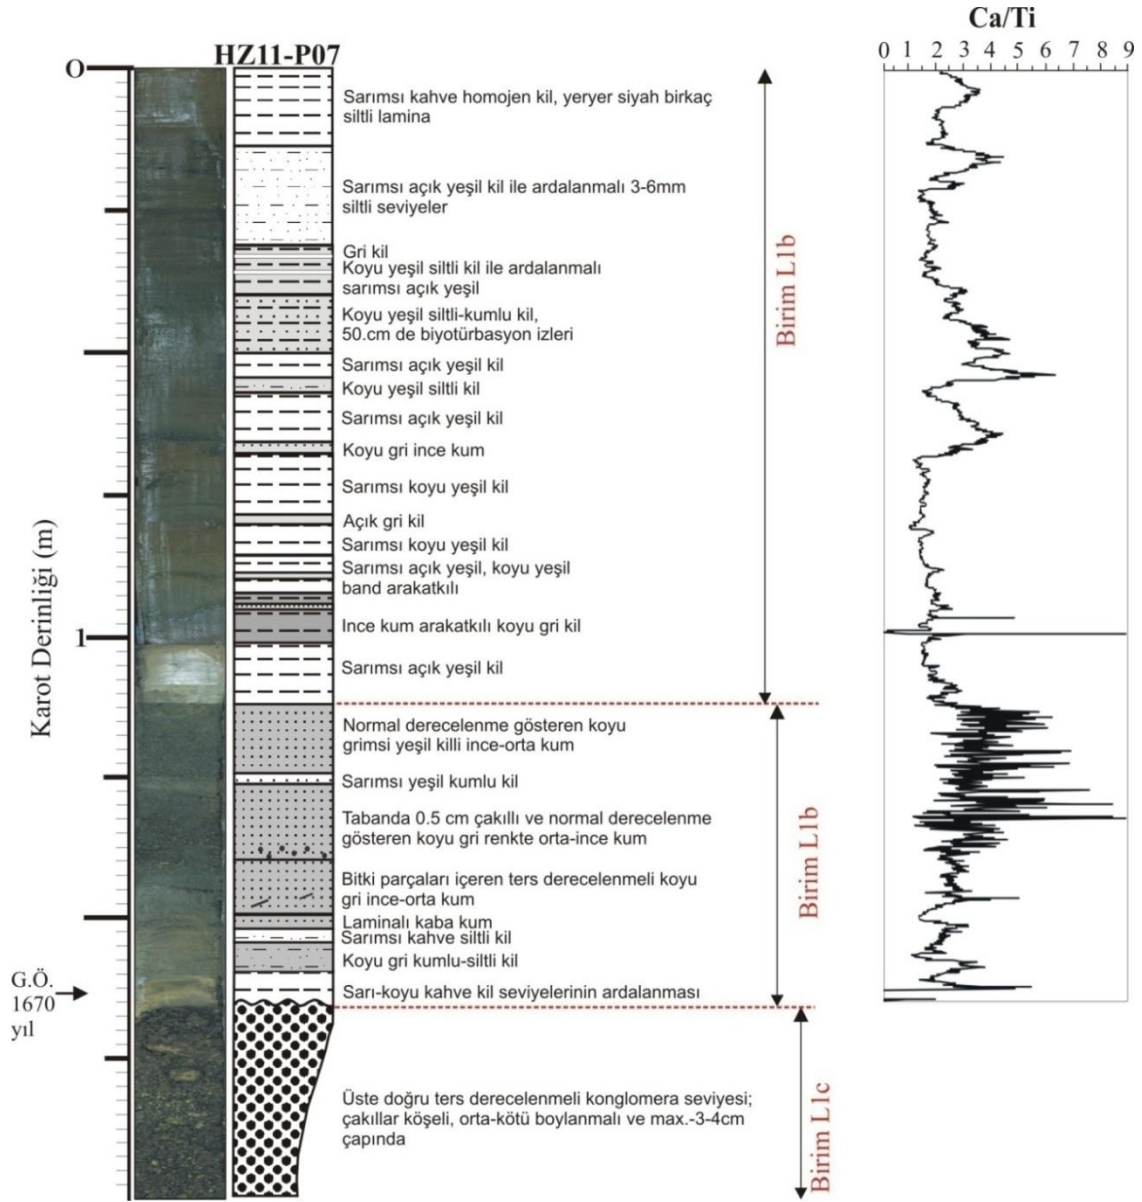 Ca/Ti
HZ11-P07
0 1 2 3 4 5 6 7 8 9
O
Sarımsı kahve homojen kil, yeryer siyah birkaç
siltli lamina
Sarımsı açık yeşil kil ile ardalanmalı 3-6mm
siltli seviyeler
Gri kil
Koyu yeşil siltli kil ile ardalanmalı
sarımsı açık yeşil
Koyu yeşil siltli-kumlu kil,
50.cm de biyotürbasyon izleri
Sarımsı açık yeşil kil
Koyu yeşil siltli kil
Sarımsı açık yeşil kil
Koyu gri ince kum
Sarımsı koyu yeşil kil
Açık gri kil
Sarımsı koyu yeşil kil
Sarımsı açık yeşil, koyu yeşil
band arakatkılı
Ince kum arakatkılı koyu gri kil
Sarımsı açık yeşil kil
Birim L1b
Karot Derinliği (m)
1
Normal derecelenme gösteren koyu
grimsi yeşil killi ince-orta kum
Sarımsı yeşil kumlu kil
Tabanda 0.5 cm çakıllı ve normal derecelenme
gösteren koyu gri renkte orta-ince kum
Bitki parçaları içeren ters derecelenmeli koyu
gri ince-orta kum
Laminalı kaba kum
Sarımsı kahve siltli kil
Koyu gri kumlu-siltli kil
Sarı-koyu kahve kil seviyelerinin ardalanması
Birim L1b
G.Ö.
1670
yıl
Üste doğru ters derecelenmeli konglomera seviyesi;
çakıllar köşeli, orta-kötü boylanmalı ve max.-3-4cm
çapında
Birim L1c